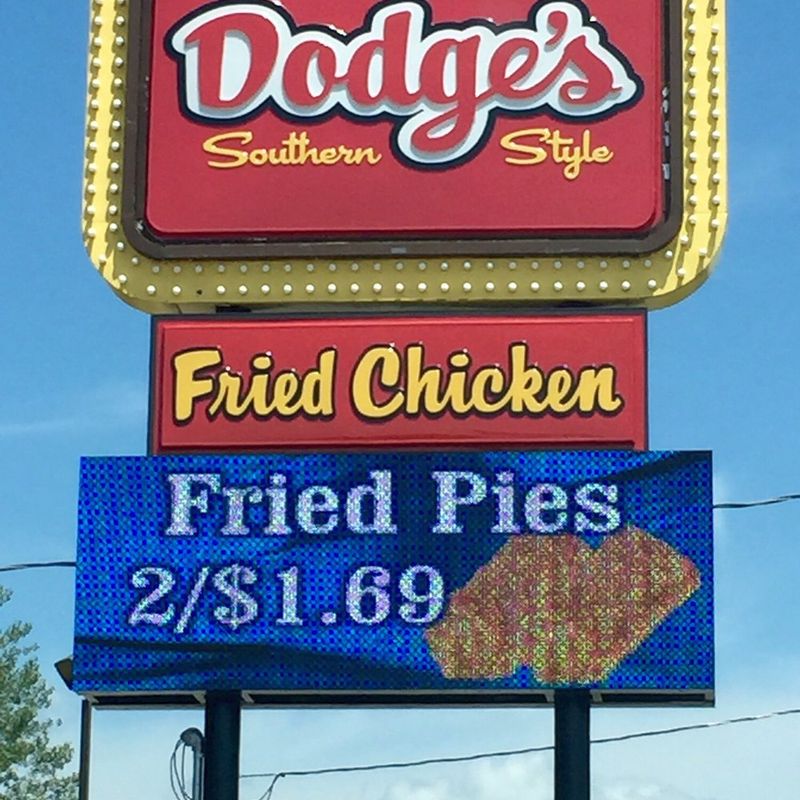 Dodge's
Southern Style
Fried Chicken
Fried Pies
2/$1.69